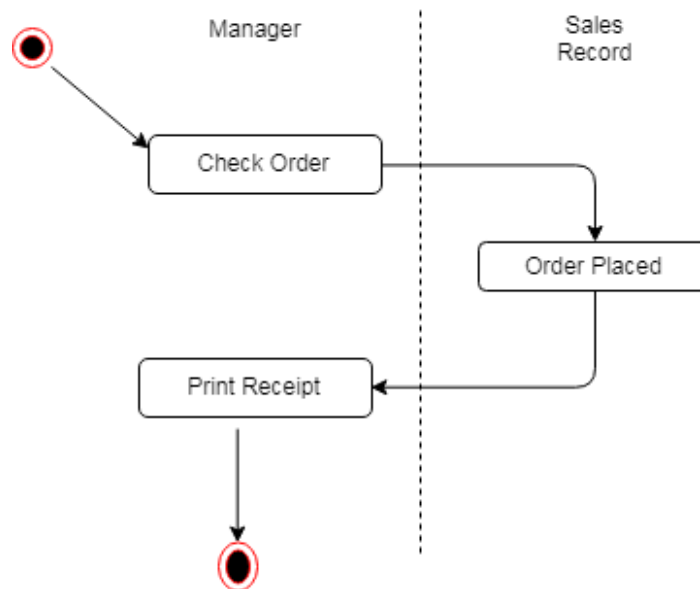 Manager
Sales
Record
Check Order
Order Placed
Print Receipt